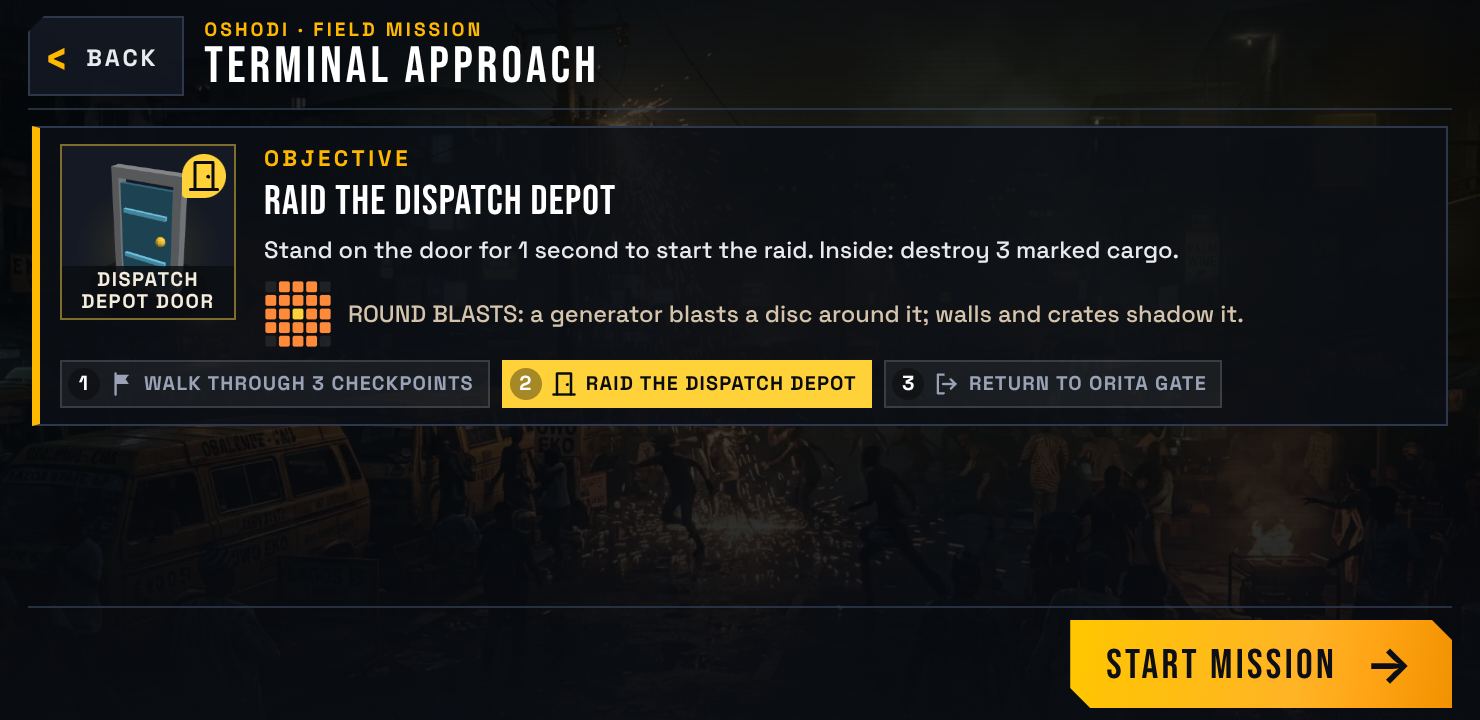 < BACK
OSHODI · FIELD MISSION
TERMINAL APPROACH
DISPATCH
DEPOT DOOR
OBJECTIVE
RAID THE DISPATCH DEPOT
Stand on the door for 1 second to start the raid. Inside: destroy 3 marked cargo.
ROUND BLASTS: a generator blasts a disc around it; walls and crates shadow it.
1 WALK THROUGH 3 CHECKPOINTS
2 RAID THE DISPATCH DEPOT
3 RETURN TO ORITA GATE
START MISSION →